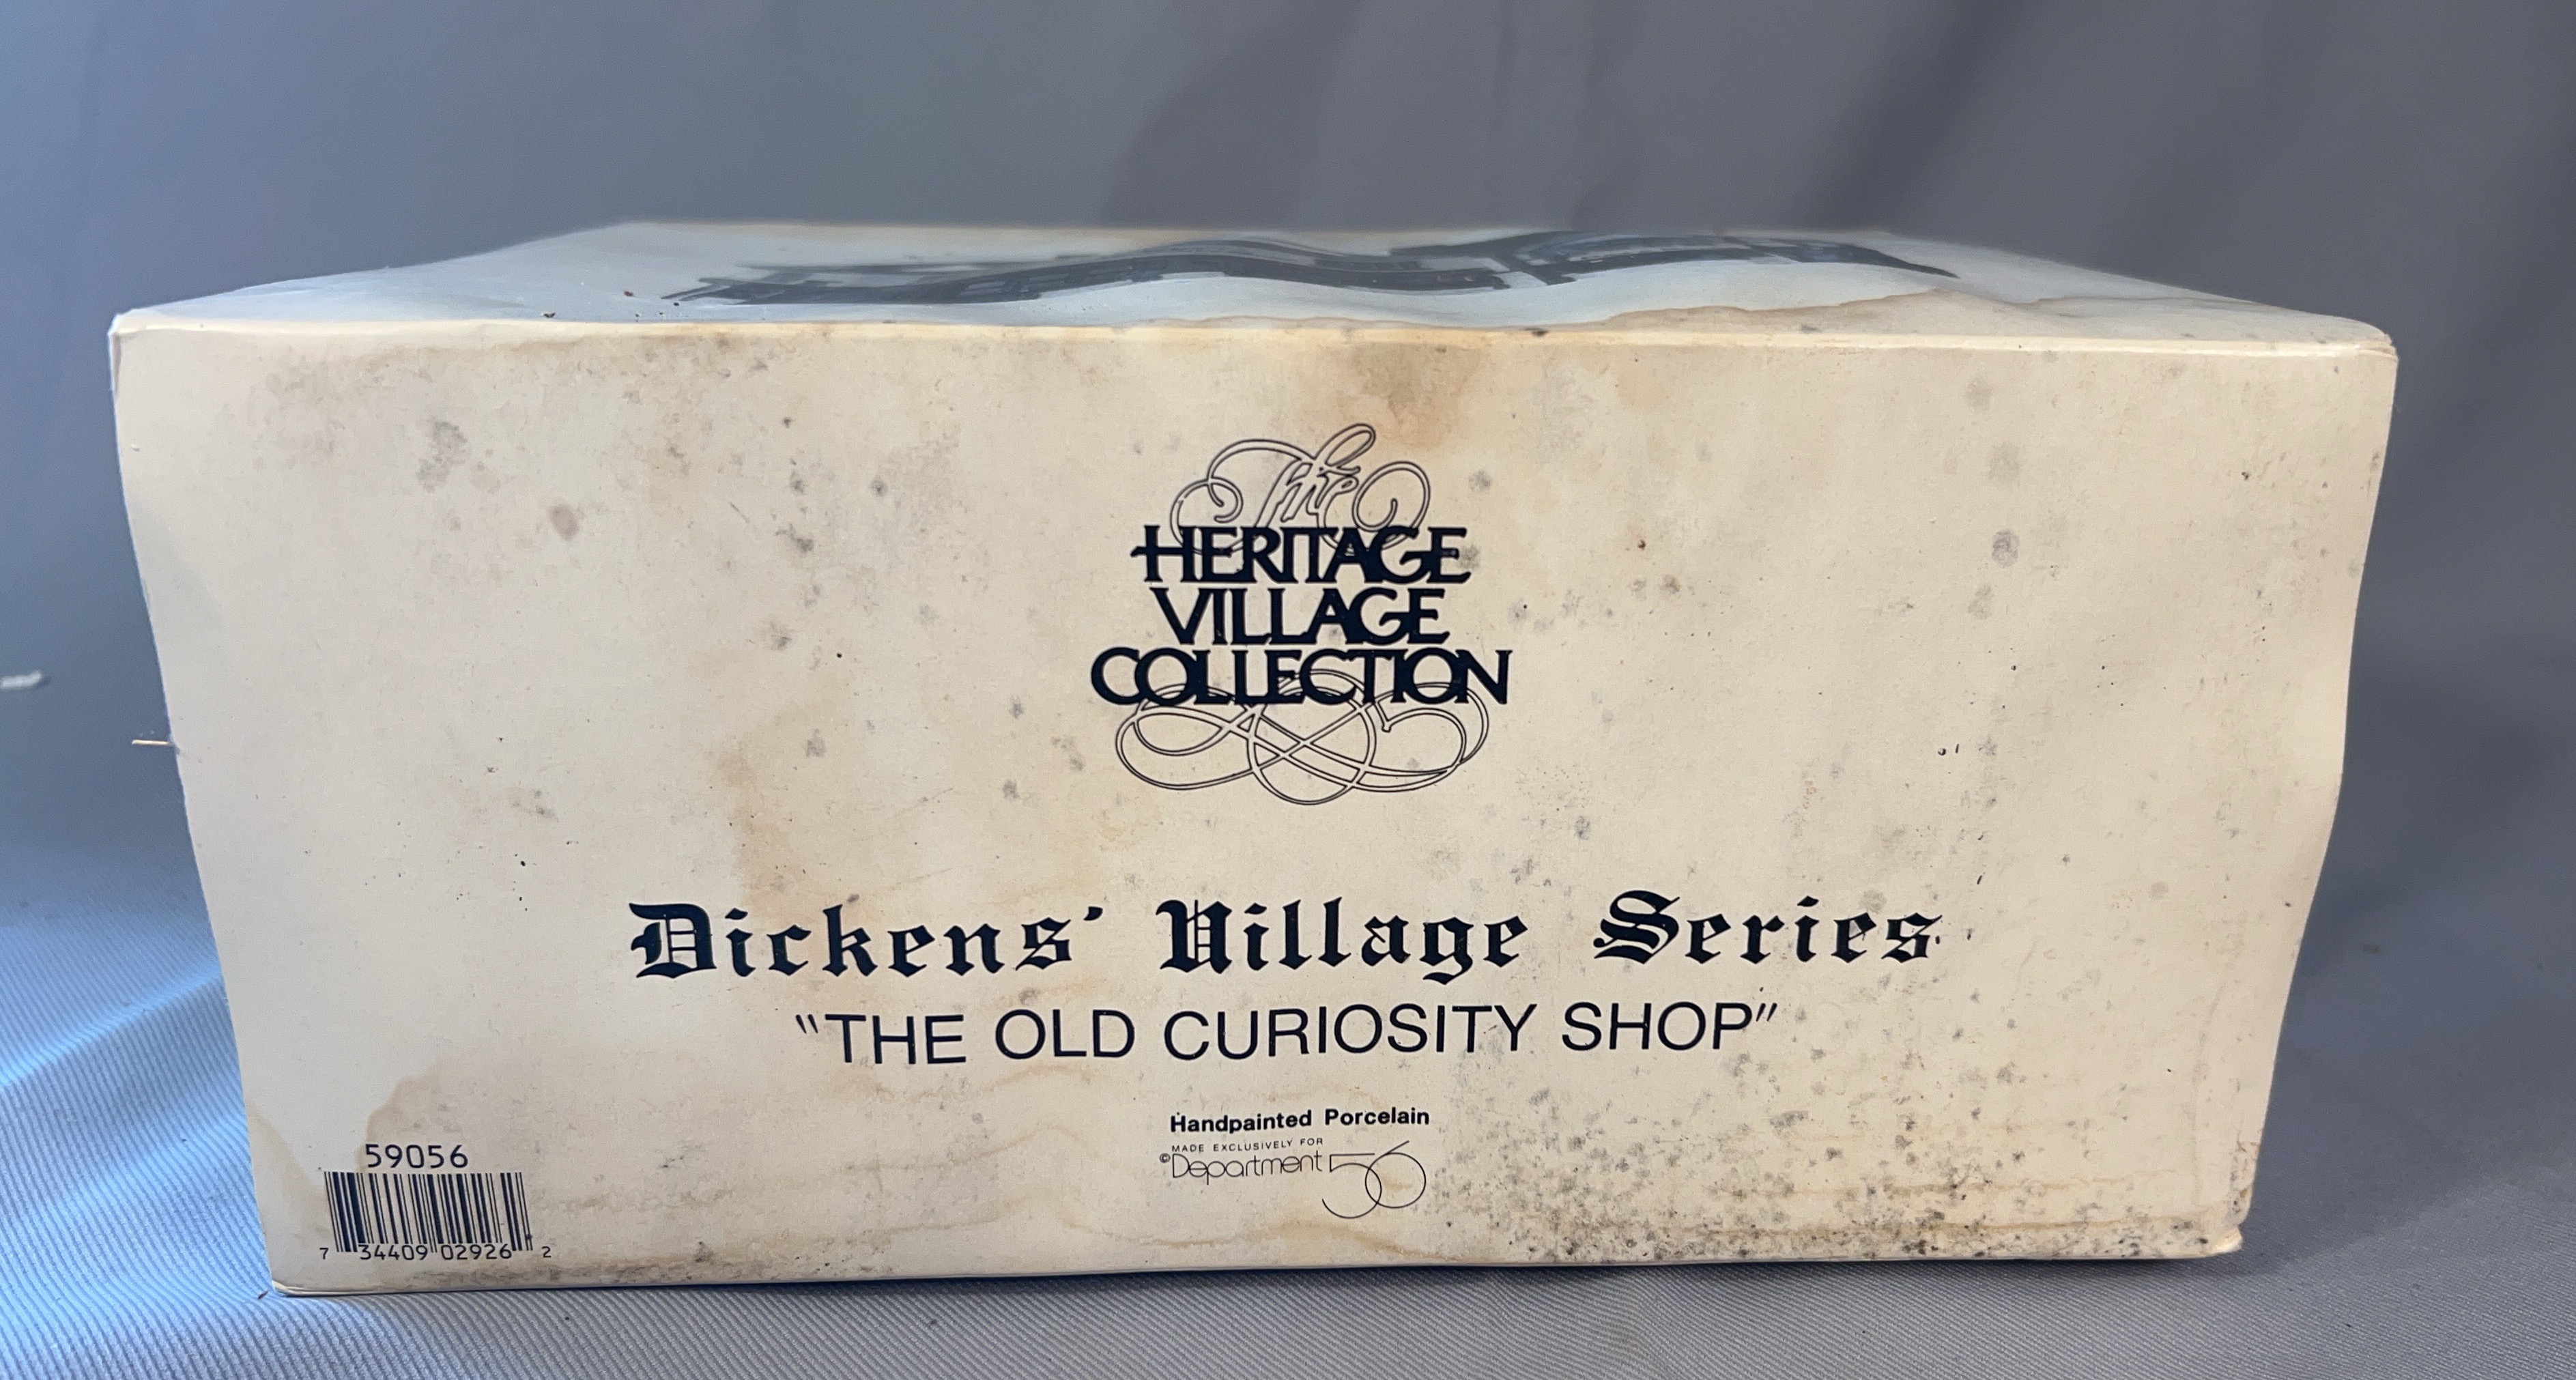 The
HERITAGE
VILLAGE
COLLECTION
Dickens' Village Series
"THE OLD CURIOSITY SHOP"
Handpainted Porcelain
MADE EXCLUSIVELY FOR
©Department 56
59056
7 34409 02926 2